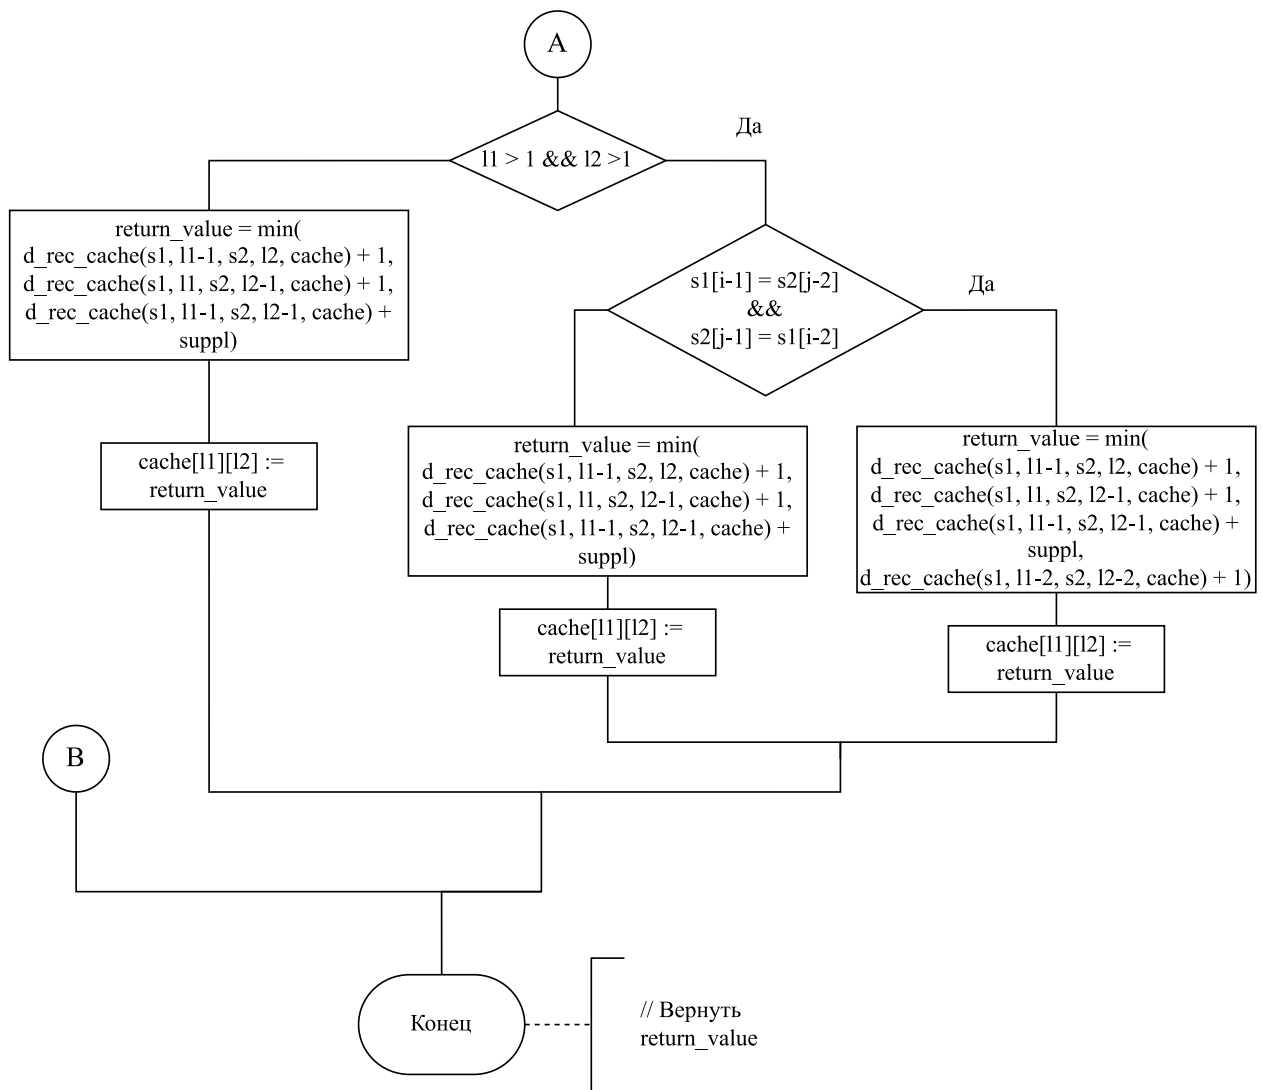 A
Да
l1 > 1 && l2 >1
return_value = min(
d_rec_cache(s1, l1-1, s2, l2, cache) + 1,
d_rec_cache(s1, l1, s2, l2-1, cache) + 1,
d_rec_cache(s1, l1-1, s2, l2-1, cache) +
suppl)
s1[i-1] = s2[j-2]
&&
s2[j-1] = s1[i-2]
Да
cache[l1][l2] :=
return_value
return_value = min(
d_rec_cache(s1, l1-1, s2, l2, cache) + 1,
d_rec_cache(s1, l1, s2, l2-1, cache) + 1,
d_rec_cache(s1, l1-1, s2, l2-1, cache) +
suppl)
return_value = min(
d_rec_cache(s1, l1-1, s2, l2, cache) + 1,
d_rec_cache(s1, l1, s2, l2-1, cache) + 1,
d_rec_cache(s1, l1-1, s2, l2-1, cache) +
suppl,
d_rec_cache(s1, l1-2, s2, l2-2, cache) + 1)
cache[l1][l2] :=
return_value
cache[l1][l2] :=
return_value
B
Конец
// Вернуть
return_value